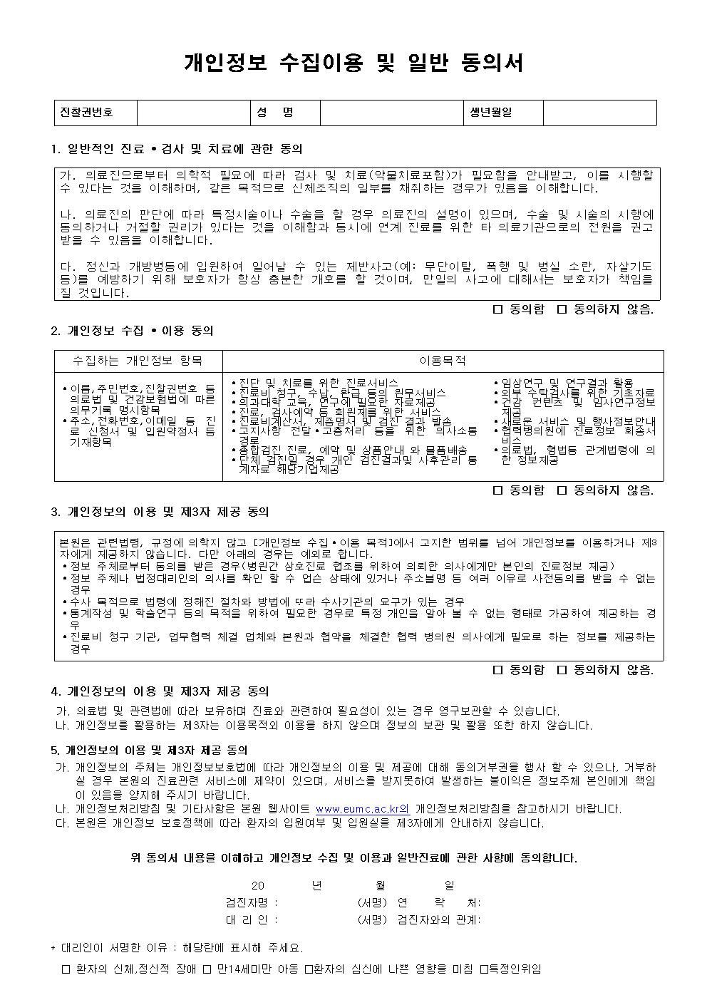 개인정보 수집이용 및 일반 동의서
진찰권번호 성 명 생년월일
1. 일반적인 진료 •검사 및 치료에 관한 동의
가. 의료진으로부터 의학적 필요에 따라 검사 및 치료(약물치료포함)가 필요함을 안내받고, 이를 시행할
수 있다는 것을 이해하며, 같은 목적으로 신체조직의 일부를 채취하는 경우가 있음을 이해합니다.
나. 의료진의 판단에 따라 특정시술이나 수술을 할 경우 의료진의 설명이 있으며, 수술 및 시술의 시행에
동의하거나 거절할 권리가 있다는 것을 이해함과 동시에 연계 진료를 위한 타 의료기관으로의 전원을 권고
받을 수 있음을 이해합니다.
다. 정신과 개방병동에 입원하여 일어날 수 있는 제반사고(예: 무단이탈, 폭행 및 병실 소란, 자살기도
등)를 예방하기 위해 보호자가 항상 충분한 개호를 할 것이며, 만일의 사고에 대해서는 보호자가 책임을
질 것입니다.
□ 동의함 □ 동의하지 않음.
2. 개인정보 수집 •이용 동의
수집하는 개인정보 항목 이용목적
•이름,주민번호,진찰권번호 등
의료법 및 건강보험법에 따른
의무기록 명시항목
•주소,전화번호,이메일 등 진
료 신청서 및 입원약정서 등
기재항목
•진단 및 치료를 위한 진료서비스
•진료비 청구, 수납, 환급 등의 원무서비스
•의과대학 교육, 연구에 필요한 자료제공
•진료, 검사예약 등 회원제를 위한 서비스
•진료비계산서, 제증명서 및 검진 결과 발송
•고지사항 전달•고충처리 등을 위한 의사소통
경로
•종합검진 진료, 예약 및 상품안내 와 물품배송
•단체 검진일 경우 개인 검진결과및 사후관리 통
계자료 해당기업제공
•임상연구 및 연구결과 활용
•외부 수탁검사를 위한 기초자료
•건강 컨텐츠 및 임사연구정보
제공
•새로운 서비스 및 행사정보안내
•협력병의원에 진료정보 회송서
비스
•의료법, 형법등 관계법령에 의
한 정보제공
□ 동의함 □ 동의하지 않음.
3. 개인정보의 이용 및 제3자 제공 동의
본원은 관련법령, 규정에 의학지 않고 [개인정보 수집•이용 목적]에서 고지한 범위를 넘어 개인정보를 이용하거나 제3
자에게 제공하지 않습니다. 다만 아래의 경우는 예외로 합니다.
•정보 주체로부터 동의를 받은 경우(병원간 상호진료 협조를 위하여 의뢰한 의사에게만 본인의 진료정보 제공)
•정보 주체나 법정대리인의 의사를 확인 할 수 업슨 상태에 있거나 주소불명 등 여러 이유로 사전동의를 받을 수 없는
경우
•수사 목적으로 법령에 정해진 절차와 방법에 또라 수사기관의 요구가 있는 경우
•통계작성 및 학술연구 등의 목적을 위하여 필요한 경우로 특정 개인을 알아 볼 수 없는 형태로 가공하여 제공하는 경
우
•진료비 청구 기관, 업무협력 체결 업체와 본원과 협약을 체결한 협력 병의원 의사에게 필요로 하는 정보를 제공하는
경우
□ 동의함 □ 동의하지 않음.
4. 개인정보의 이용 및 제3자 제공 동의
가. 의료법 및 관련법에 따라 보유하며 진료와 관련하여 필요성이 있는 경우 영구보관할 수 있습니다.
나. 개인정보를 활용하는 제3자는 이용목적외 이용을 하지 않으며 정보의 보관 및 활용 또한 하지 않습니다.
5. 개인정보의 이용 및 제3자 제공 동의
가. 개인정보의 주체는 개인정보보호법에 따라 개인정보의 이용 및 제공에 대해 동의거부권을 행사 할 수 있으나, 거부하
실 경우 본원의 진료관련 서비스에 제약이 있으며, 서비스를 받지못하여 발생하는 불이익은 정보주체 본인에게 책임
이 있음을 양지해 주시기 바랍니다.
나. 개인정보처리방침 및 기타사항은 본원 웹사이트 www.eumc.ac.kr의 개인정보처리방침을 참고하시기 바랍니다.
다. 본원은 개인정보 보호정책에 따라 환자의 입원여부 및 입원실을 제3자에게 안내하지 않습니다.
위 동의서 내용을 이해하고 개인정보 수집 및 이용과 일반진료에 관한 사항에 동의합니다.
20 년 월 일
검진자명 : (서명) 연 락 처:
대 리 인 : (서명) 검진자와의 관계:
* 대리인이 서명한 이유 : 해당란에 표시해 주세요.
□ 환자의 신체,정신적 장애 □ 만14세미만 아동 □환자의 심신에 나쁜 영향을 미침 □특정인위임